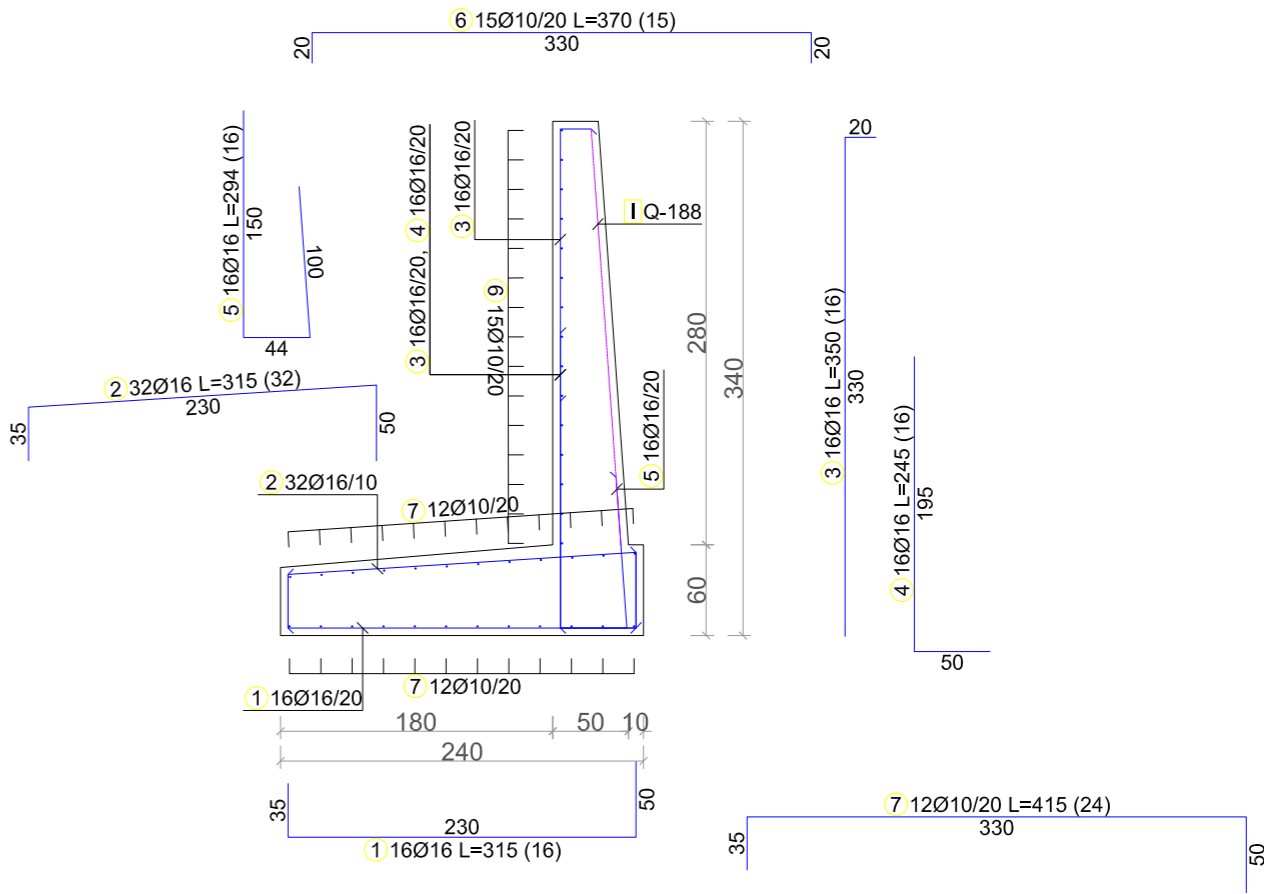 6 15Ø10/20 L=370 (15)
20
330
20
5 16Ø16 L=294 (16)
150
100
44
3 16Ø16/20, 4 16Ø16/20
3 16Ø16/20
6 15Ø10/20
I Q-188
280
340
60
20
3 16Ø16 L=350 (16)
330
4 16Ø16 L=245 (16)
195
50
2 32Ø16 L=315 (32)
230
35
50
5 16Ø16/20
2 32Ø16/10
7 12Ø10/20
7 12Ø10/20
1 16Ø16/20
180
50
10
240
35
230
50
1 16Ø16 L=315 (16)
7 12Ø10/20 L=415 (24)
35
330
50